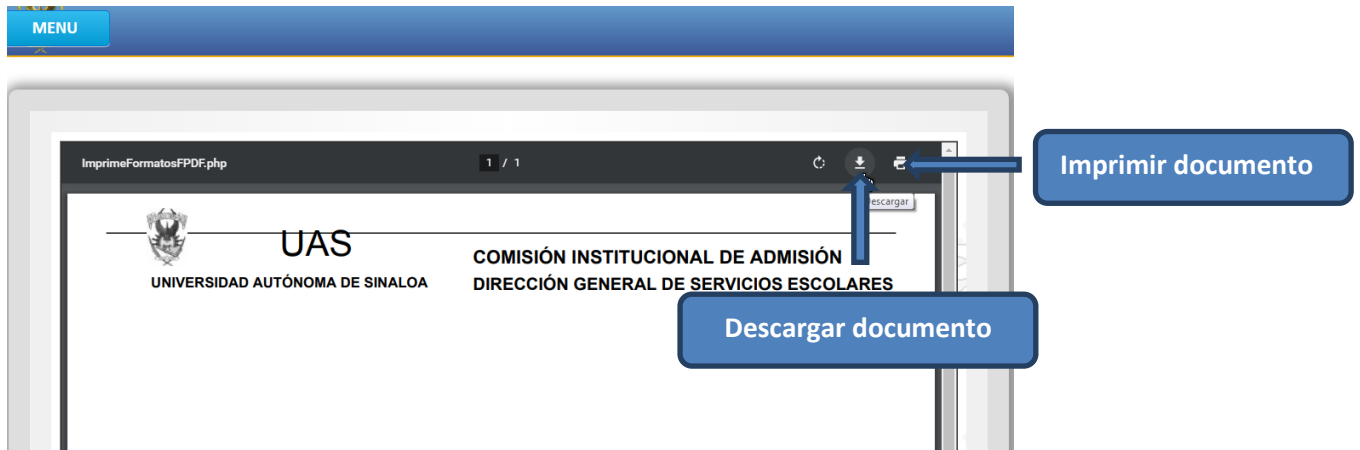 MENU
ImprimeFormatosFPDF.php
1 / 1
Imprimir documento
Descargar
UAS
COMISIÓN INSTITUCIONAL DE ADMISIÓN
UNIVERSIDAD AUTÓNOMA DE SINALOA
DIRECCIÓN GENERAL DE SERVICIOS ESCOLARES
Descargar documento